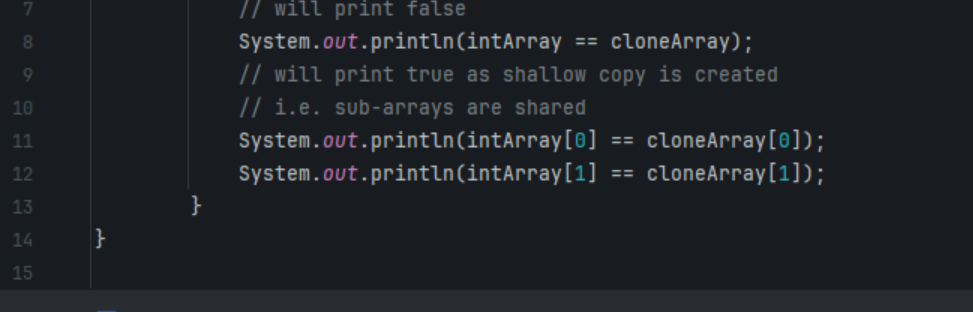 7 // will print false
8 System.out.println(intArray == cloneArray);
9 // will print true as shallow copy is created
10 // i.e. sub-arrays are shared
11 System.out.println(intArray[0] == cloneArray[0]);
12 System.out.println(intArray[1] == cloneArray[1]);
13 }
14 }
15